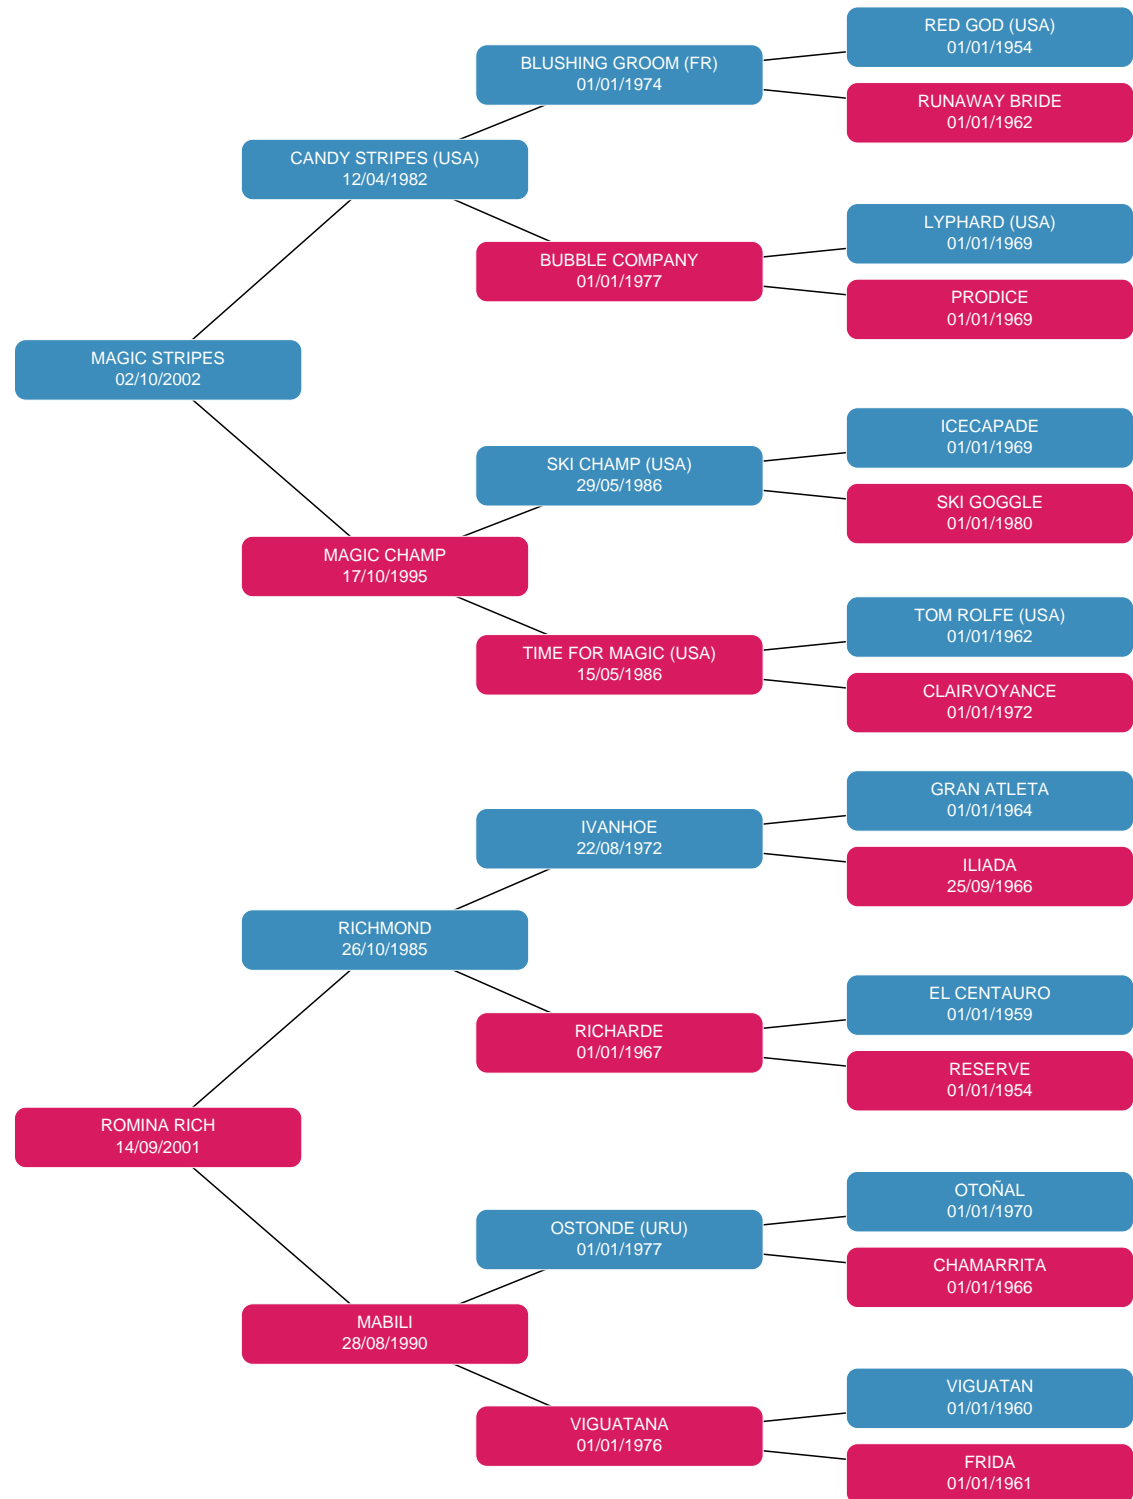 RED GOD (USA)
01/01/1954
BLUSHING GROOM (FR)
01/01/1974
RUNAWAY BRIDE
01/01/1962
CANDY STRIPES (USA)
12/04/1982
LYPHARD (USA)
01/01/1969
BUBBLE COMPANY
01/01/1977
PRODICE
01/01/1969
MAGIC STRIPES
02/10/2002
ICECAPADE
01/01/1969
SKI CHAMP (USA)
29/05/1986
SKI GOGGLE
01/01/1980
MAGIC CHAMP
17/10/1995
TOM ROLFE (USA)
01/01/1962
TIME FOR MAGIC (USA)
15/05/1986
CLAIRVOYANCE
01/01/1972
GRAN ATLETA
01/01/1964
IVANHOE
22/08/1972
ILIADA
25/09/1966
RICHMOND
26/10/1985
EL CENTAURO
01/01/1959
RICHARDE
01/01/1967
RESERVE
01/01/1954
ROMINA RICH
14/09/2001
OTOÑAL
01/01/1970
OSTONDE (URU)
01/01/1977
CHAMARRITA
01/01/1966
MABILI
28/08/1990
VIGUATAN
01/01/1960
VIGUATANA
01/01/1976
FRIDA
01/01/1961